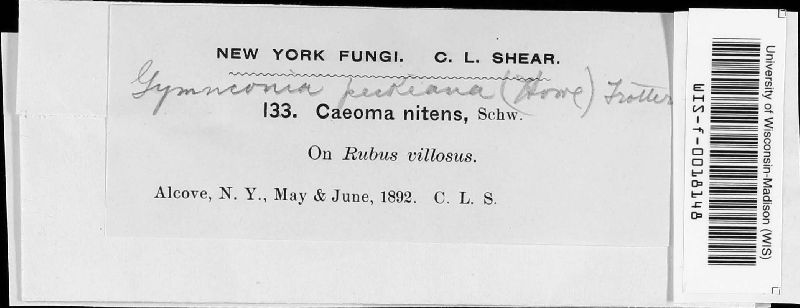 NEW YORK FUNGI. C. L. SHEAR.
Gymnconia peckiana (Howe) Trotter
133. Caeoma nitens, Schw.
On Rubus villosus.
Alcove, N. Y., May & June, 1892. C. L. S.
University of Wisconsin-Madison (WIS)
WIS-f-0018148